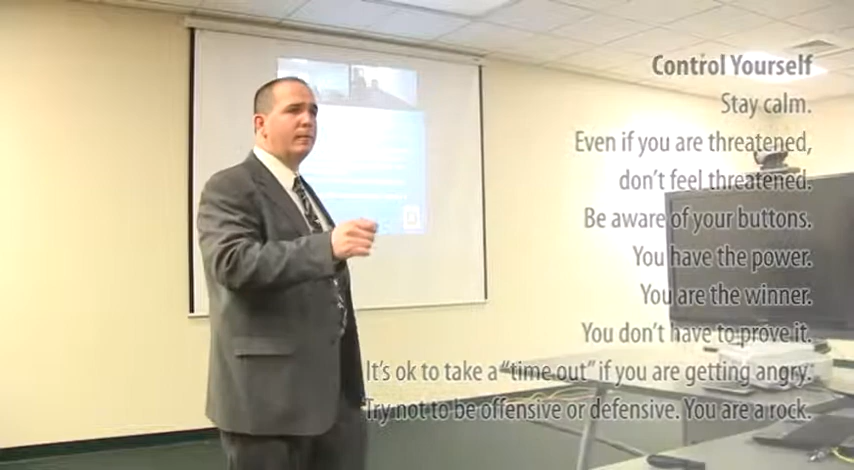 Control Yourself
Stay calm.
Even if you are threatened,
don't feel threatened.
Be aware of your buttons.
You have the power.
You are the winner.
You don't have to prove it.
It's ok to take a "time out" if you are getting angry.
Try not to be offensive or defensive. You are a rock.